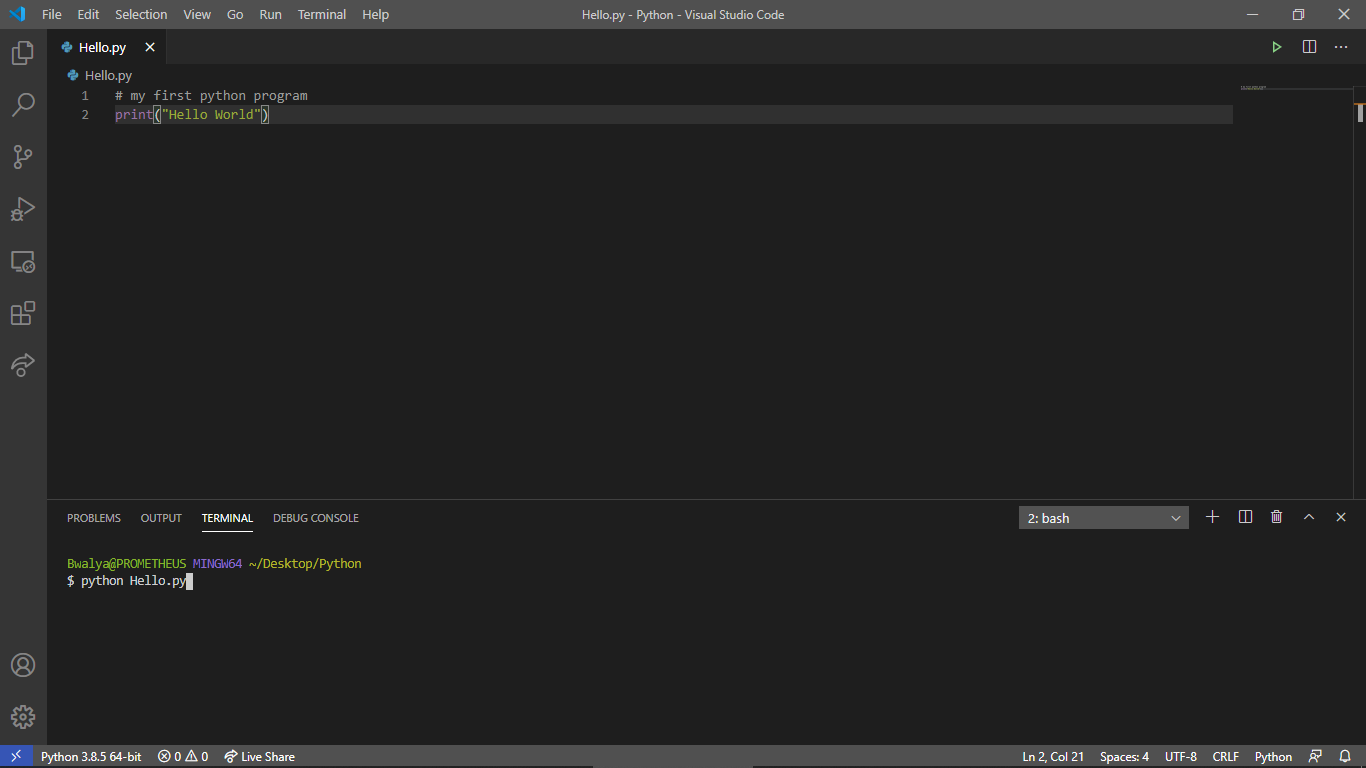 File Edit Selection View Go Run Terminal Help Hello.py - Python - Visual Studio Code
Hello.py
Hello.py
1 # my first python program
2 print("Hello World")
PROBLEMS OUTPUT TERMINAL DEBUG CONSOLE 2: bash
Bwalya@PROMETHEUS MINGW64 ~/Desktop/Python
$ python Hello.py
Python 3.8.5 64-bit 0 0 Live Share Ln 2, Col 21 Spaces: 4 UTF-8 CRLF Python